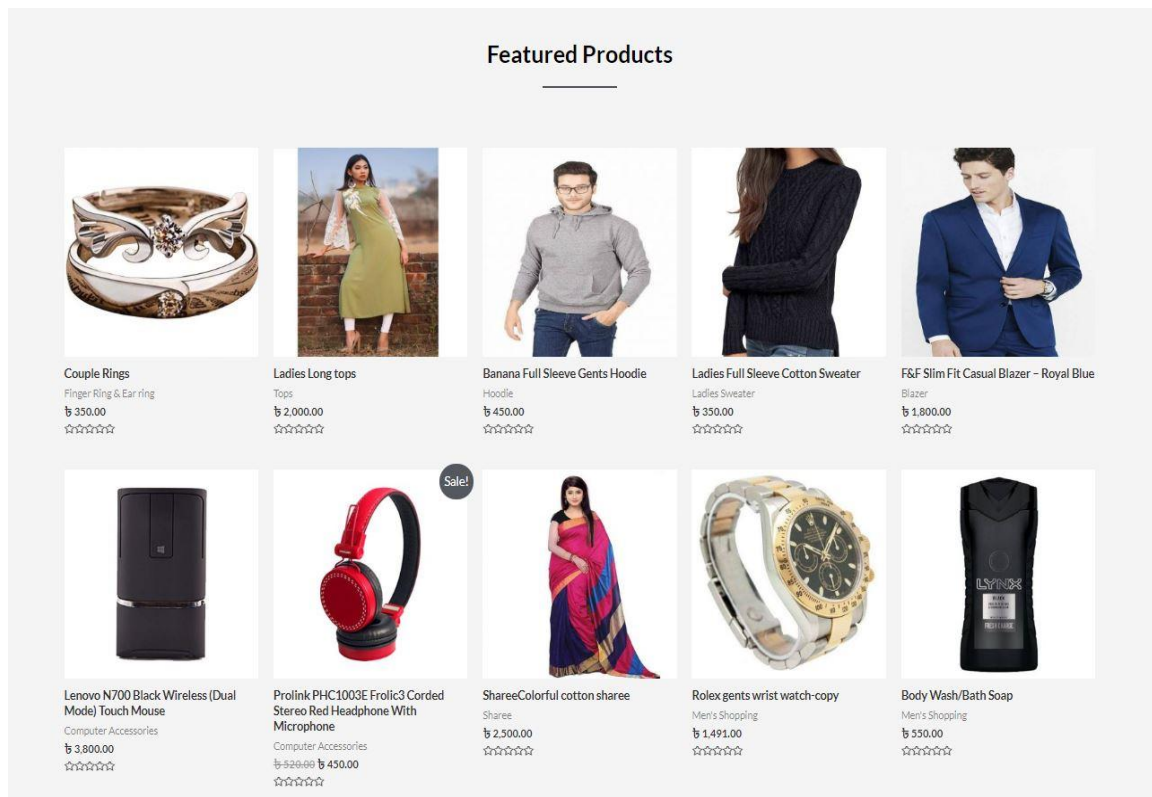 Featured Products
Couple Rings
Finger Ring & Ear ring
৳ 350.00
Ladies Long tops
Tops
৳ 2,000.00
Banana Full Sleeve Gents Hoodie
Hoodie
৳ 450.00
Ladies Full Sleeve Cotton Sweater
Ladies Sweater
৳ 350.00
F&F Slim Fit Casual Blazer – Royal Blue
Blazer
৳ 1,800.00
Lenovo N700 Black Wireless (Dual
Mode) Touch Mouse
Computer Accessories
৳ 3,800.00
Sale!
Prolink PHC1003E Frolic3 Corded
Stereo Red Headphone With
Microphone
Computer Accessories
৳ 520.00 ৳ 450.00
ShareeColorful cotton sharee
Sharee
৳ 2,500.00
Rolex gents wrist watch-copy
Men's Shopping
৳ 1,491.00
LYNX
Body Wash/Bath Soap
Men's Shopping
৳ 550.00